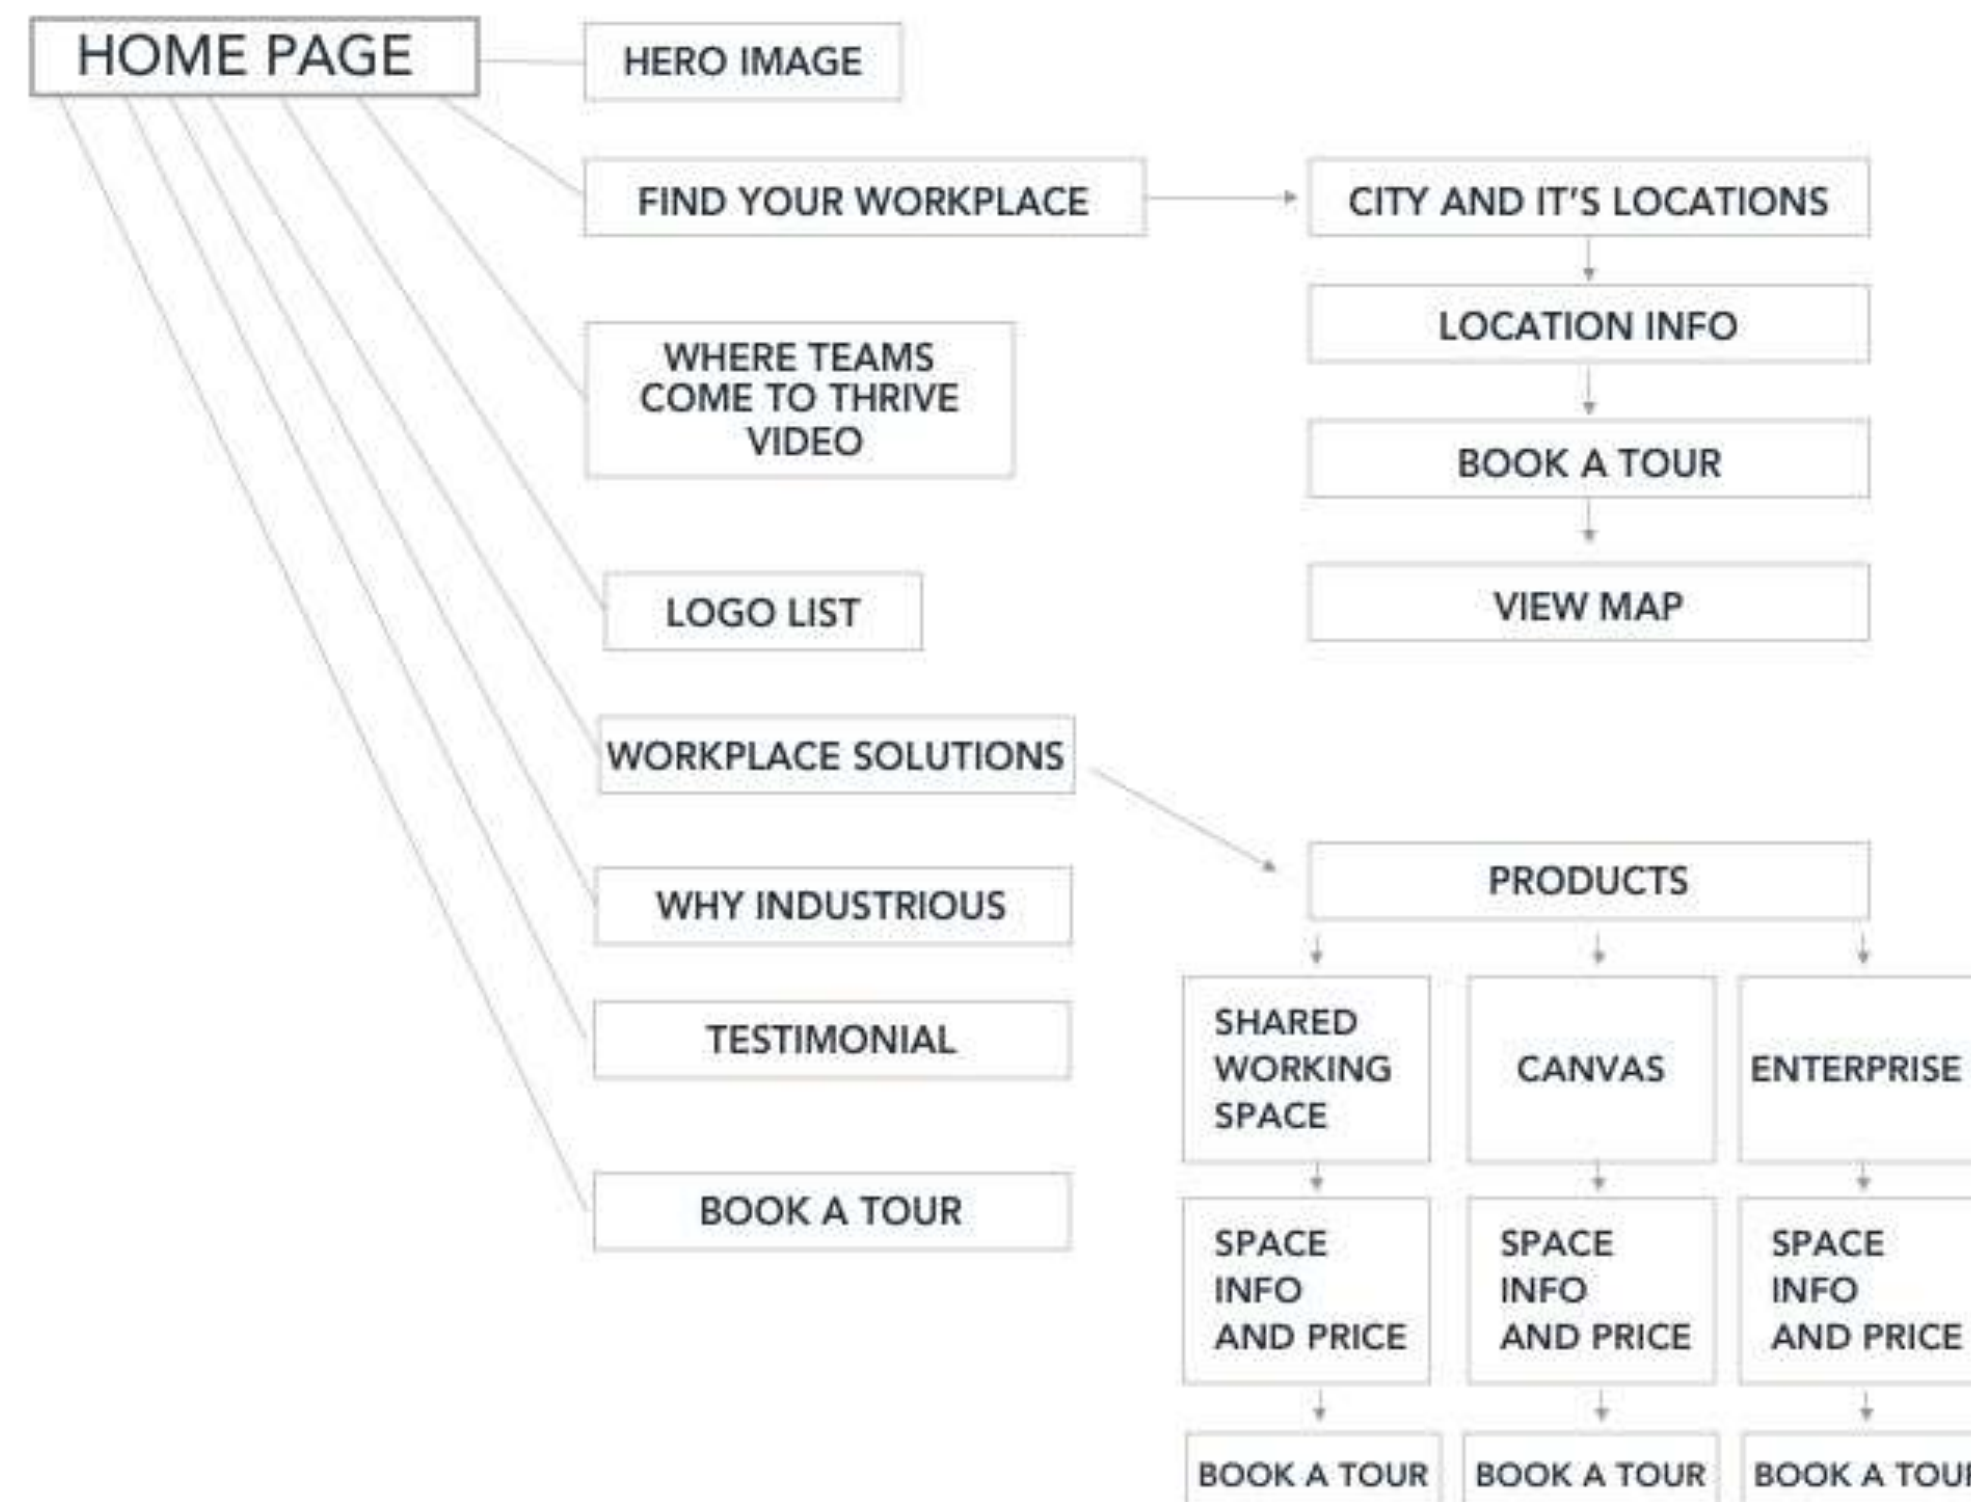 HOME PAGE
HERO IMAGE
FIND YOUR WORKPLACE
CITY AND IT'S LOCATIONS
LOCATION INFO
WHERE TEAMS
COME TO THRIVE
VIDEO
BOOK A TOUR
VIEW MAP
LOGO LIST
WORKPLACE SOLUTIONS
PRODUCTS
WHY INDUSTRIOUS
TESTIMONIAL
BOOK A TOUR
SHARED
WORKING
SPACE
CANVAS
ENTERPRISE
SPACE
INFO
AND PRICE
SPACE
INFO
AND PRICE
SPACE
INFO
AND PRICE
BOOK A TOUR
BOOK A TOUR
BOOK A TOUR